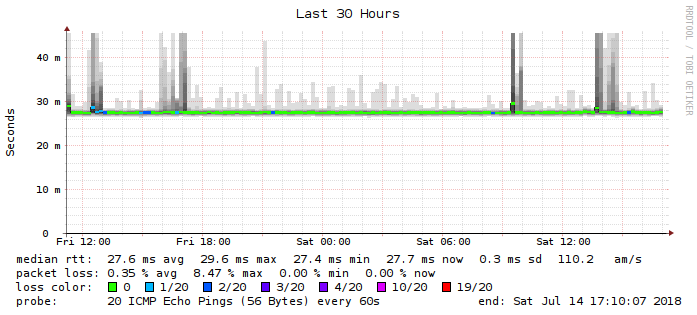 Last 30 Hours
RRDTOOL / TOBI OETIKER
Seconds
40 m
30 m
20 m
10 m
0
Fri 12:00 Fri 18:00 Sat 00:00 Sat 06:00 Sat 12:00
median rtt: 27.6 ms avg 29.6 ms max 27.4 ms min 27.7 ms now 0.3 ms sd 110.2 am/s
packet loss: 0.35 % avg 8.47 % max 0.00 % min 0.00 % now
loss color: 0 1/20 2/20 3/20 4/20 10/20 19/20
probe: 20 ICMP Echo Pings (56 Bytes) every 60s end: Sat Jul 14 17:10:07 2018